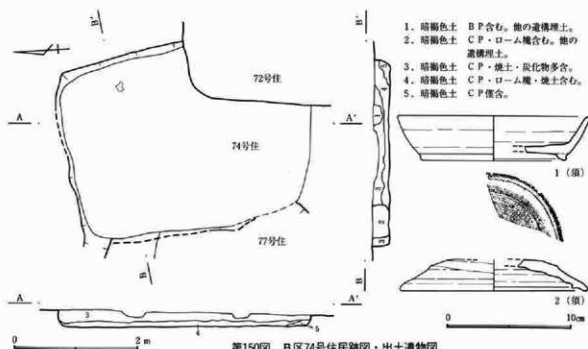 1. 暗褐色土 BP含む。他の遺構埋土。
2. 暗褐色土 CP・ローム塊含む。他の
遺構埋土。
3. 暗褐色土 CP・焼土・炭化物多含。
4. 暗褐色土 CP・ローム塊・焼土含む。
5. 暗褐色土 CP僅含。
B'
B'
72号住
A
A'
74号住
77号住
B
B
1
2
3
1（須）
2（須）
A
A'
3
4
5
0
2 m
0
10cm
第150図 B区74号住居跡図・出土遺物図